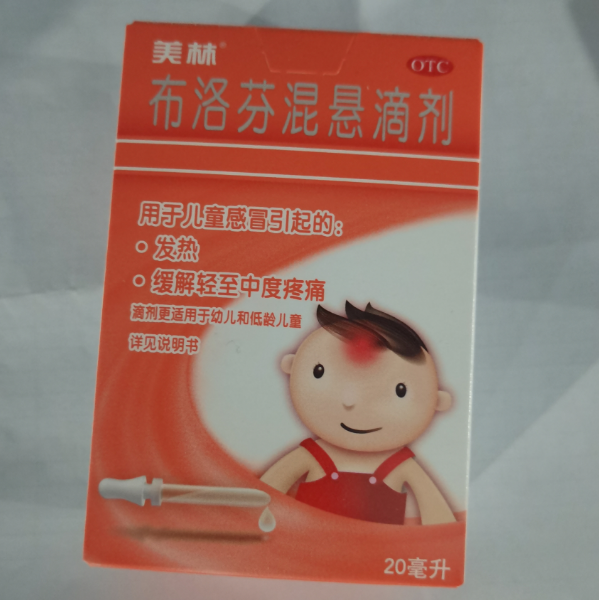 美林®
OTC
布洛芬混悬滴剂
用于儿童感冒引起的:
发热
缓解轻至中度疼痛
滴剂更适用于幼儿和低龄儿童
详见说明书
20毫升